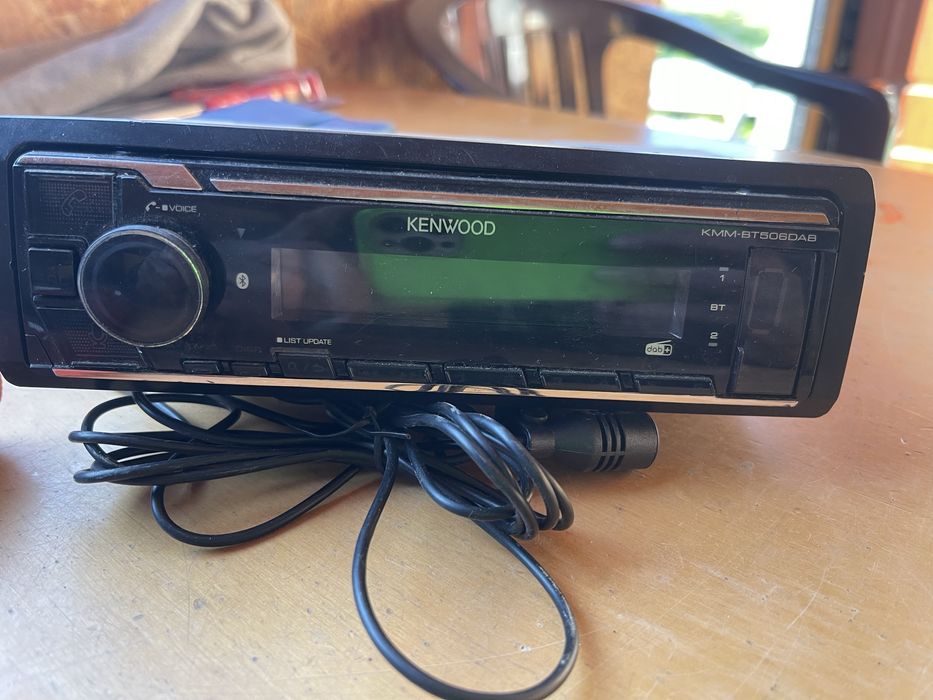 VOICE
KENWOOD
KMM-BT506DAB
1
BT
2
LIST UPDATE
dab+